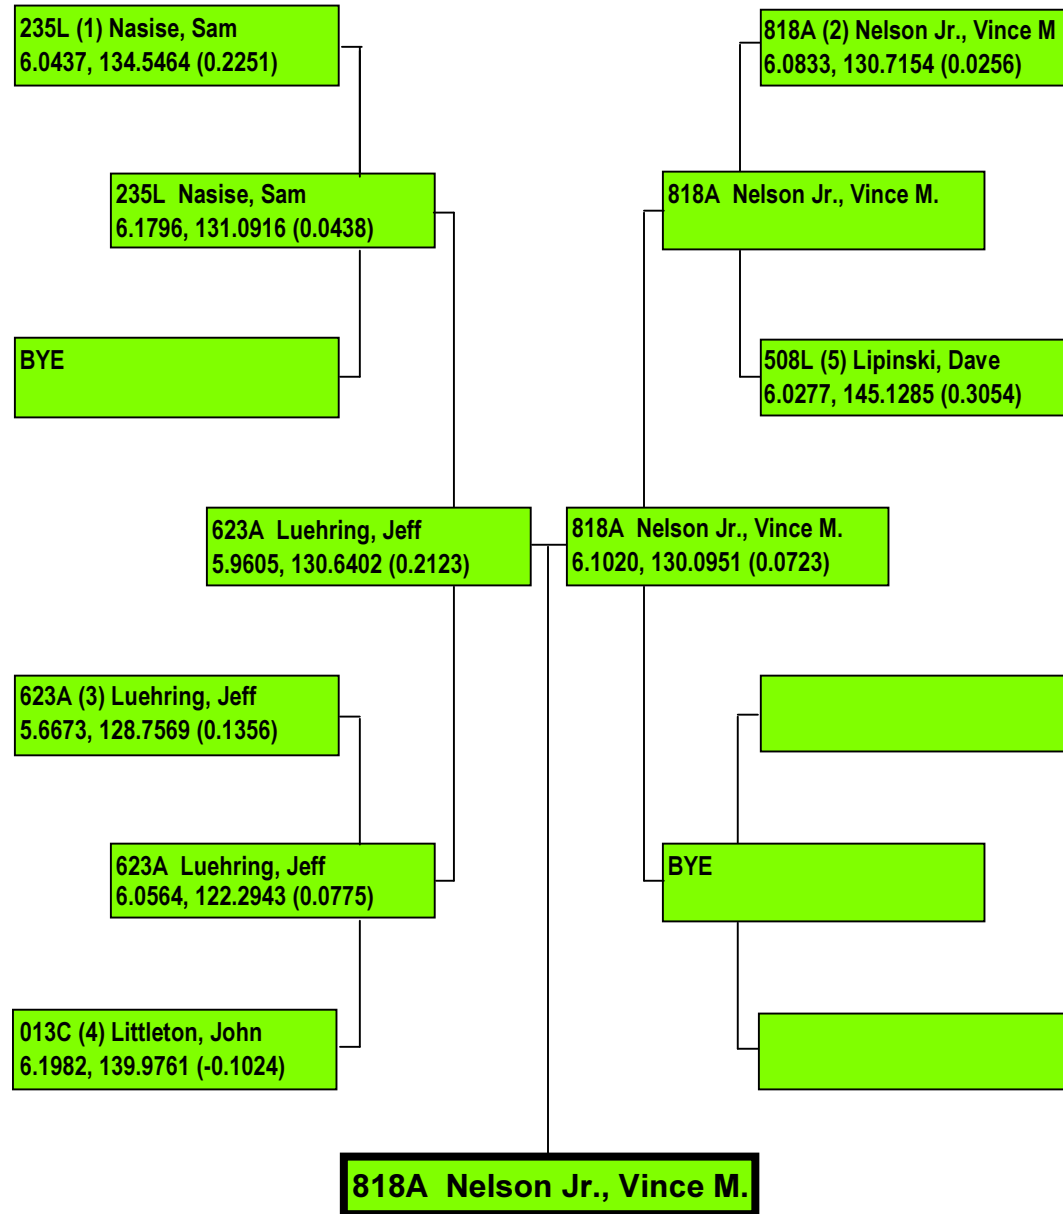 235L (1) Nasise, Sam
6.0437, 134.5464 (0.2251)
818A (2) Nelson Jr., Vince M
6.0833, 130.7154 (0.0256)
235L Nasise, Sam
6.1796, 131.0916 (0.0438)
818A Nelson Jr., Vince M.
BYE
508L (5) Lipinski, Dave
6.0277, 145.1285 (0.3054)
623A Luehring, Jeff
5.9605, 130.6402 (0.2123)
818A Nelson Jr., Vince M.
6.1020, 130.0951 (0.0723)
623A (3) Luehring, Jeff
5.6673, 128.7569 (0.1356)
623A Luehring, Jeff
6.0564, 122.2943 (0.0775)
BYE
013C (4) Littleton, John
6.1982, 139.9761 (-0.1024)
818A Nelson Jr., Vince M.